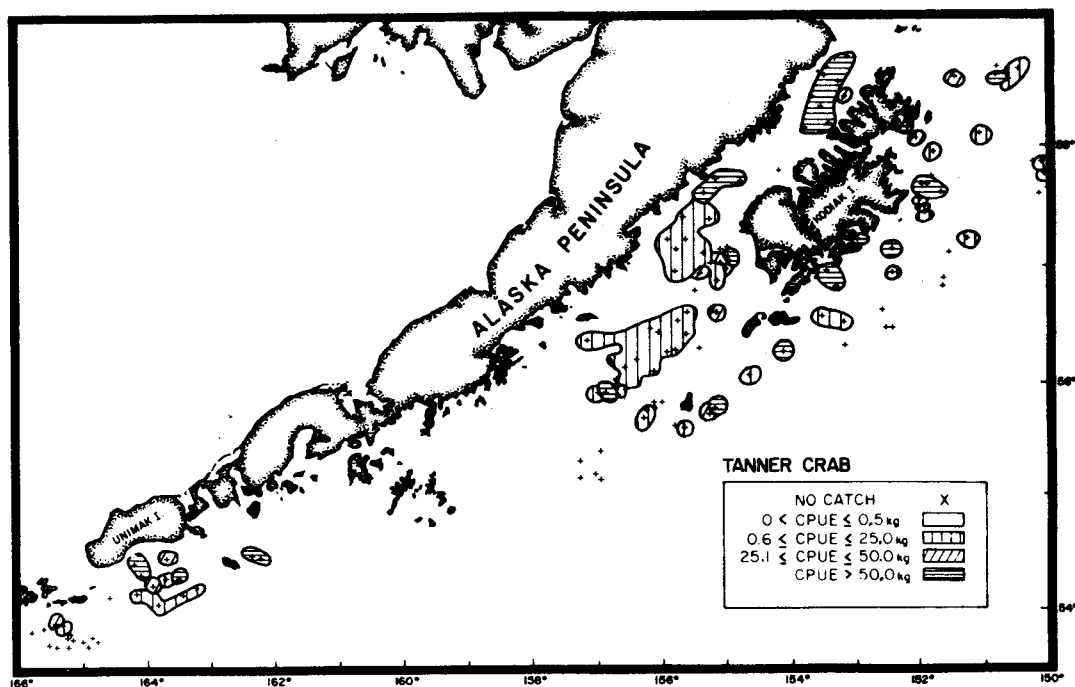 ALASKA PENINSULA
KODIAK I.
UNIMAK I.
58°
56°
54°
TANNER CRAB
NO CATCH X
0 < CPUE ≤ 0.5 kg
0.6 ≤ CPUE ≤ 25.0 kg
25.1 ≤ CPUE ≤ 50.0 kg
CPUE > 50.0 kg
166° 164° 162° 160° 158° 156° 154° 152° 150°